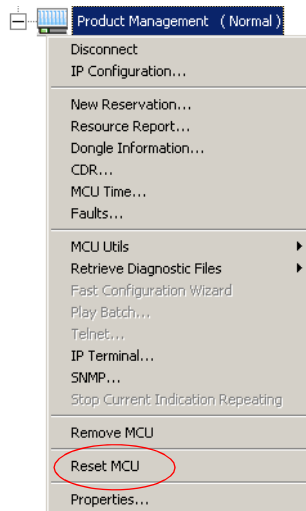 Product Management ( Normal )
Disconnect
IP Configuration...
New Reservation...
Resource Report...
Dongle Information...
CDR...
MCU Time...
Faults...
MCU Utils
Retrieve Diagnostic Files
Fast Configuration Wizard
Play Batch...
Telnet...
IP Terminal...
SNMP...
Stop Current Indication Repeating
Remove MCU
Reset MCU
Properties...